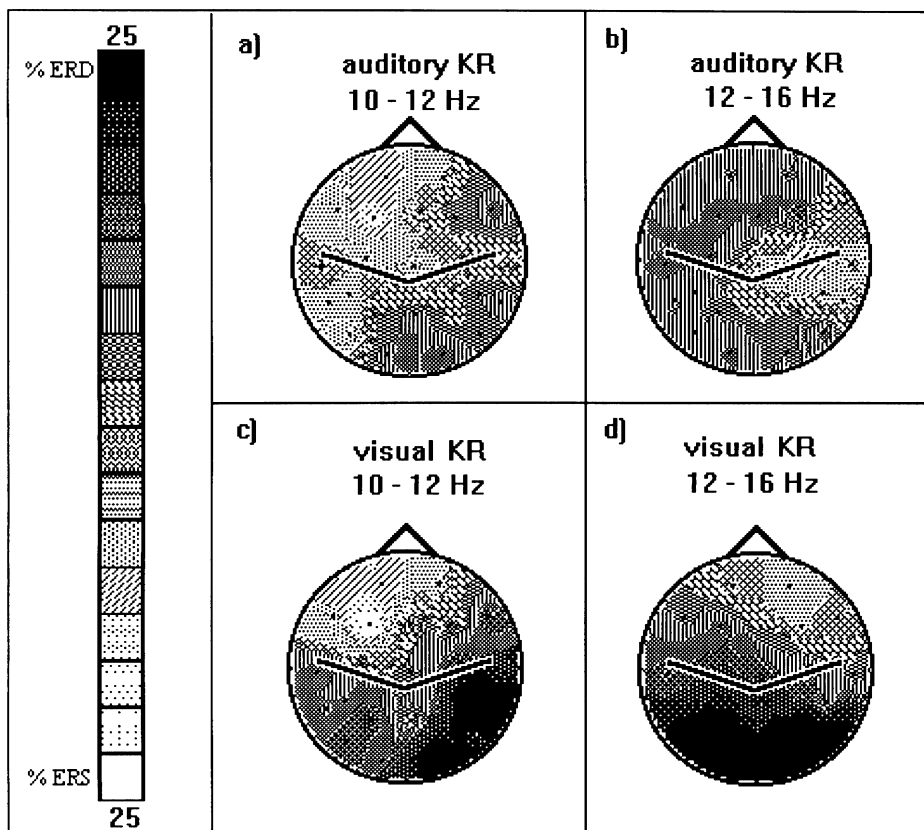 25
% ERD
% ERS
25
a)
auditory KR
10 - 12 Hz
b)
auditory KR
12 - 16 Hz
c)
visual KR
10 - 12 Hz
d)
visual KR
12 - 16 Hz